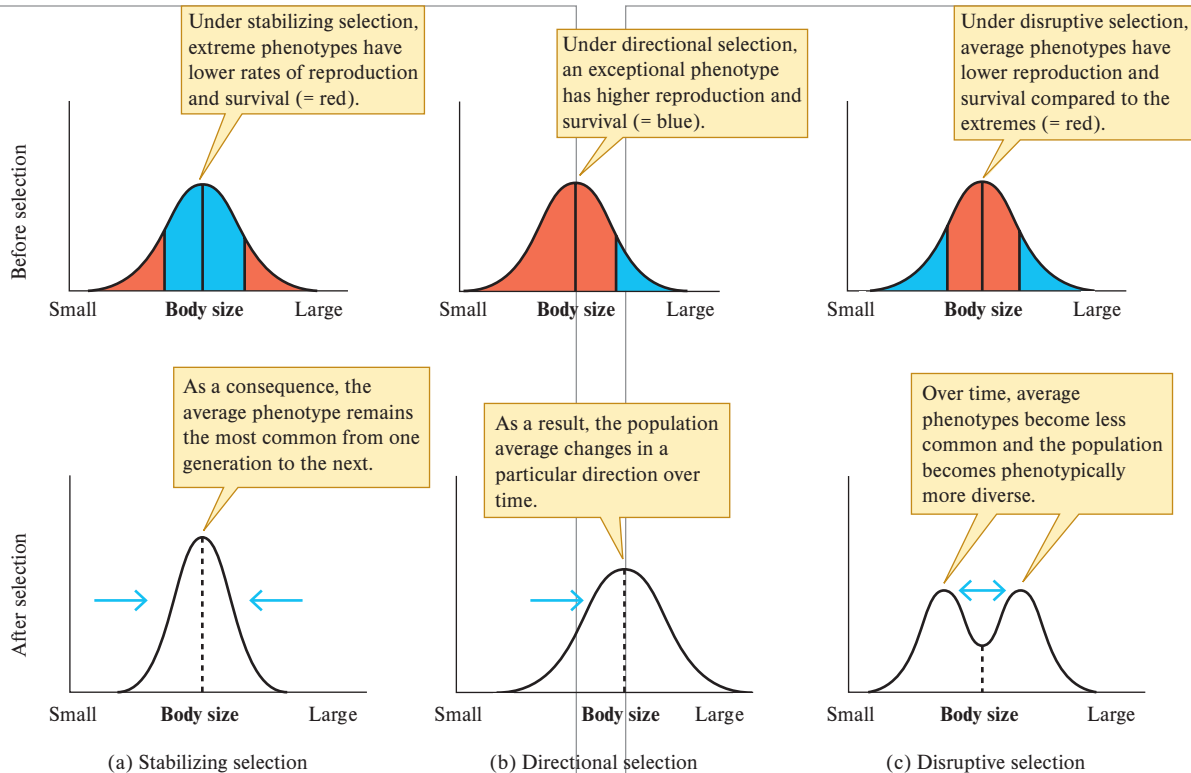 Under stabilizing selection,
extreme phenotypes have
lower rates of reproduction
and survival (= red).
Under directional selection,
an exceptional phenotype
has higher reproduction and
survival (= blue).
Under disruptive selection,
average phenotypes have
lower reproduction and
survival compared to the
extremes (= red).
Before selection
Small Body size Large
Small Body size Large
Small Body size Large
As a consequence, the
average phenotype remains
the most common from one
generation to the next.
As a result, the population
average changes in a
particular direction over
time.
Over time, average
phenotypes become less
common and the population
becomes phenotypically
more diverse.
After selection
Small Body size Large
Small Body size Large
Small Body size Large
(a) Stabilizing selection
(b) Directional selection
(c) Disruptive selection